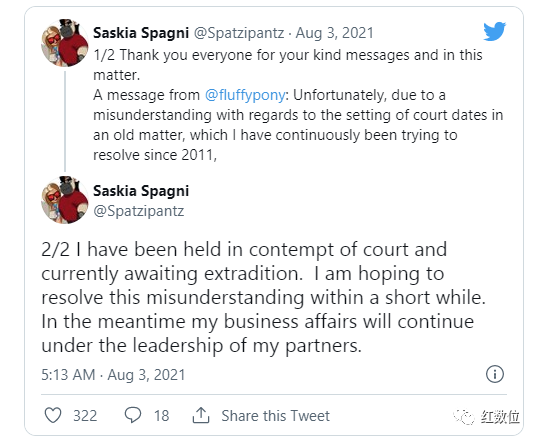 Saskia Spagni @Spatzipantz · Aug 3, 2021
1/2 Thank you everyone for your kind messages and in this
matter.
A message from @fluffypony: Unfortunately, due to a
misunderstanding with regards to the setting of court dates in
an old matter, which I have continuously been trying to
resolve since 2011,
Saskia Spagni
@Spatzipantz
2/2 I have been held in contempt of court and
currently awaiting extradition.  I am hoping to
resolve this misunderstanding within a short while.
In the meantime my business affairs will continue
under the leadership of my partners.
5:13 AM · Aug 3, 2021
322 18 Share this Tweet
红数位